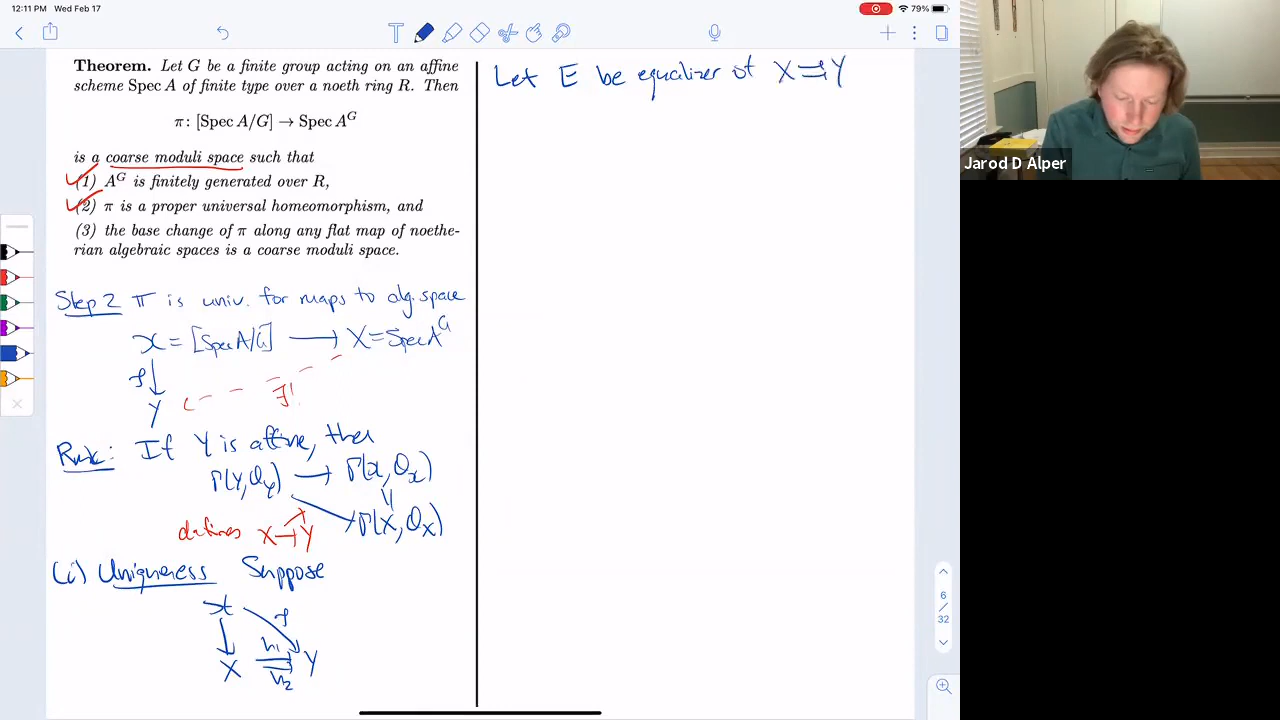 12:11 PM Wed Feb 17
79%
Theorem. Let G be a finite group acting on an affine
scheme Spec A of finite type over a noeth ring R. Then
π: [Spec A/G] → Spec A^G
is a coarse moduli space such that
(1) A^G is finitely generated over R,
(2) π is a proper universal homeomorphism, and
(3) the base change of π along any flat map of noethe-
rian algebraic spaces is a coarse moduli space.
Step 2 π is univ. for maps to alg. space
𝒳 = [Spec A/G] → X = Spec A^G
f
Y
∃!
Rmk: If Y is affine, then
Γ(Y, O_Y) → Γ(𝒳, O_𝒳)
Γ(X, O_X)
defines X → Y
(i) Uniqueness Suppose
𝒳
f
h1
X ⇉ Y
h2
Let E be equalizer of X ⇉ Y
Jarod D Alper
6
/
32